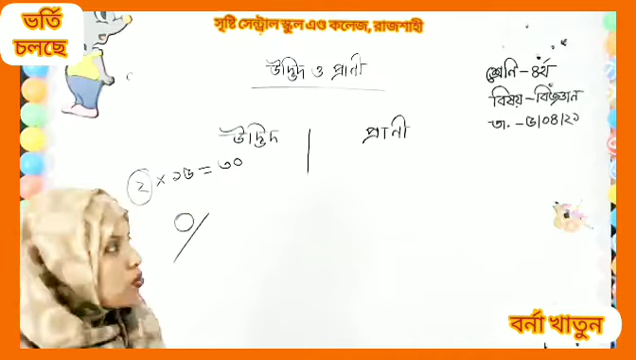 ভর্তি
চলছে
সৃষ্টি সেন্ট্রাল স্কুল এণ্ড কলেজ, রাজশাহী
উদ্ভিদ ও প্রাণী
শ্রেণি - ৪র্থ
বিষয় - বিজ্ঞান
তা. - ৬/০৪/২১
উদ্ভিদ | প্রাণী
২ × ১৫ = ৩০
বর্না খাতুন